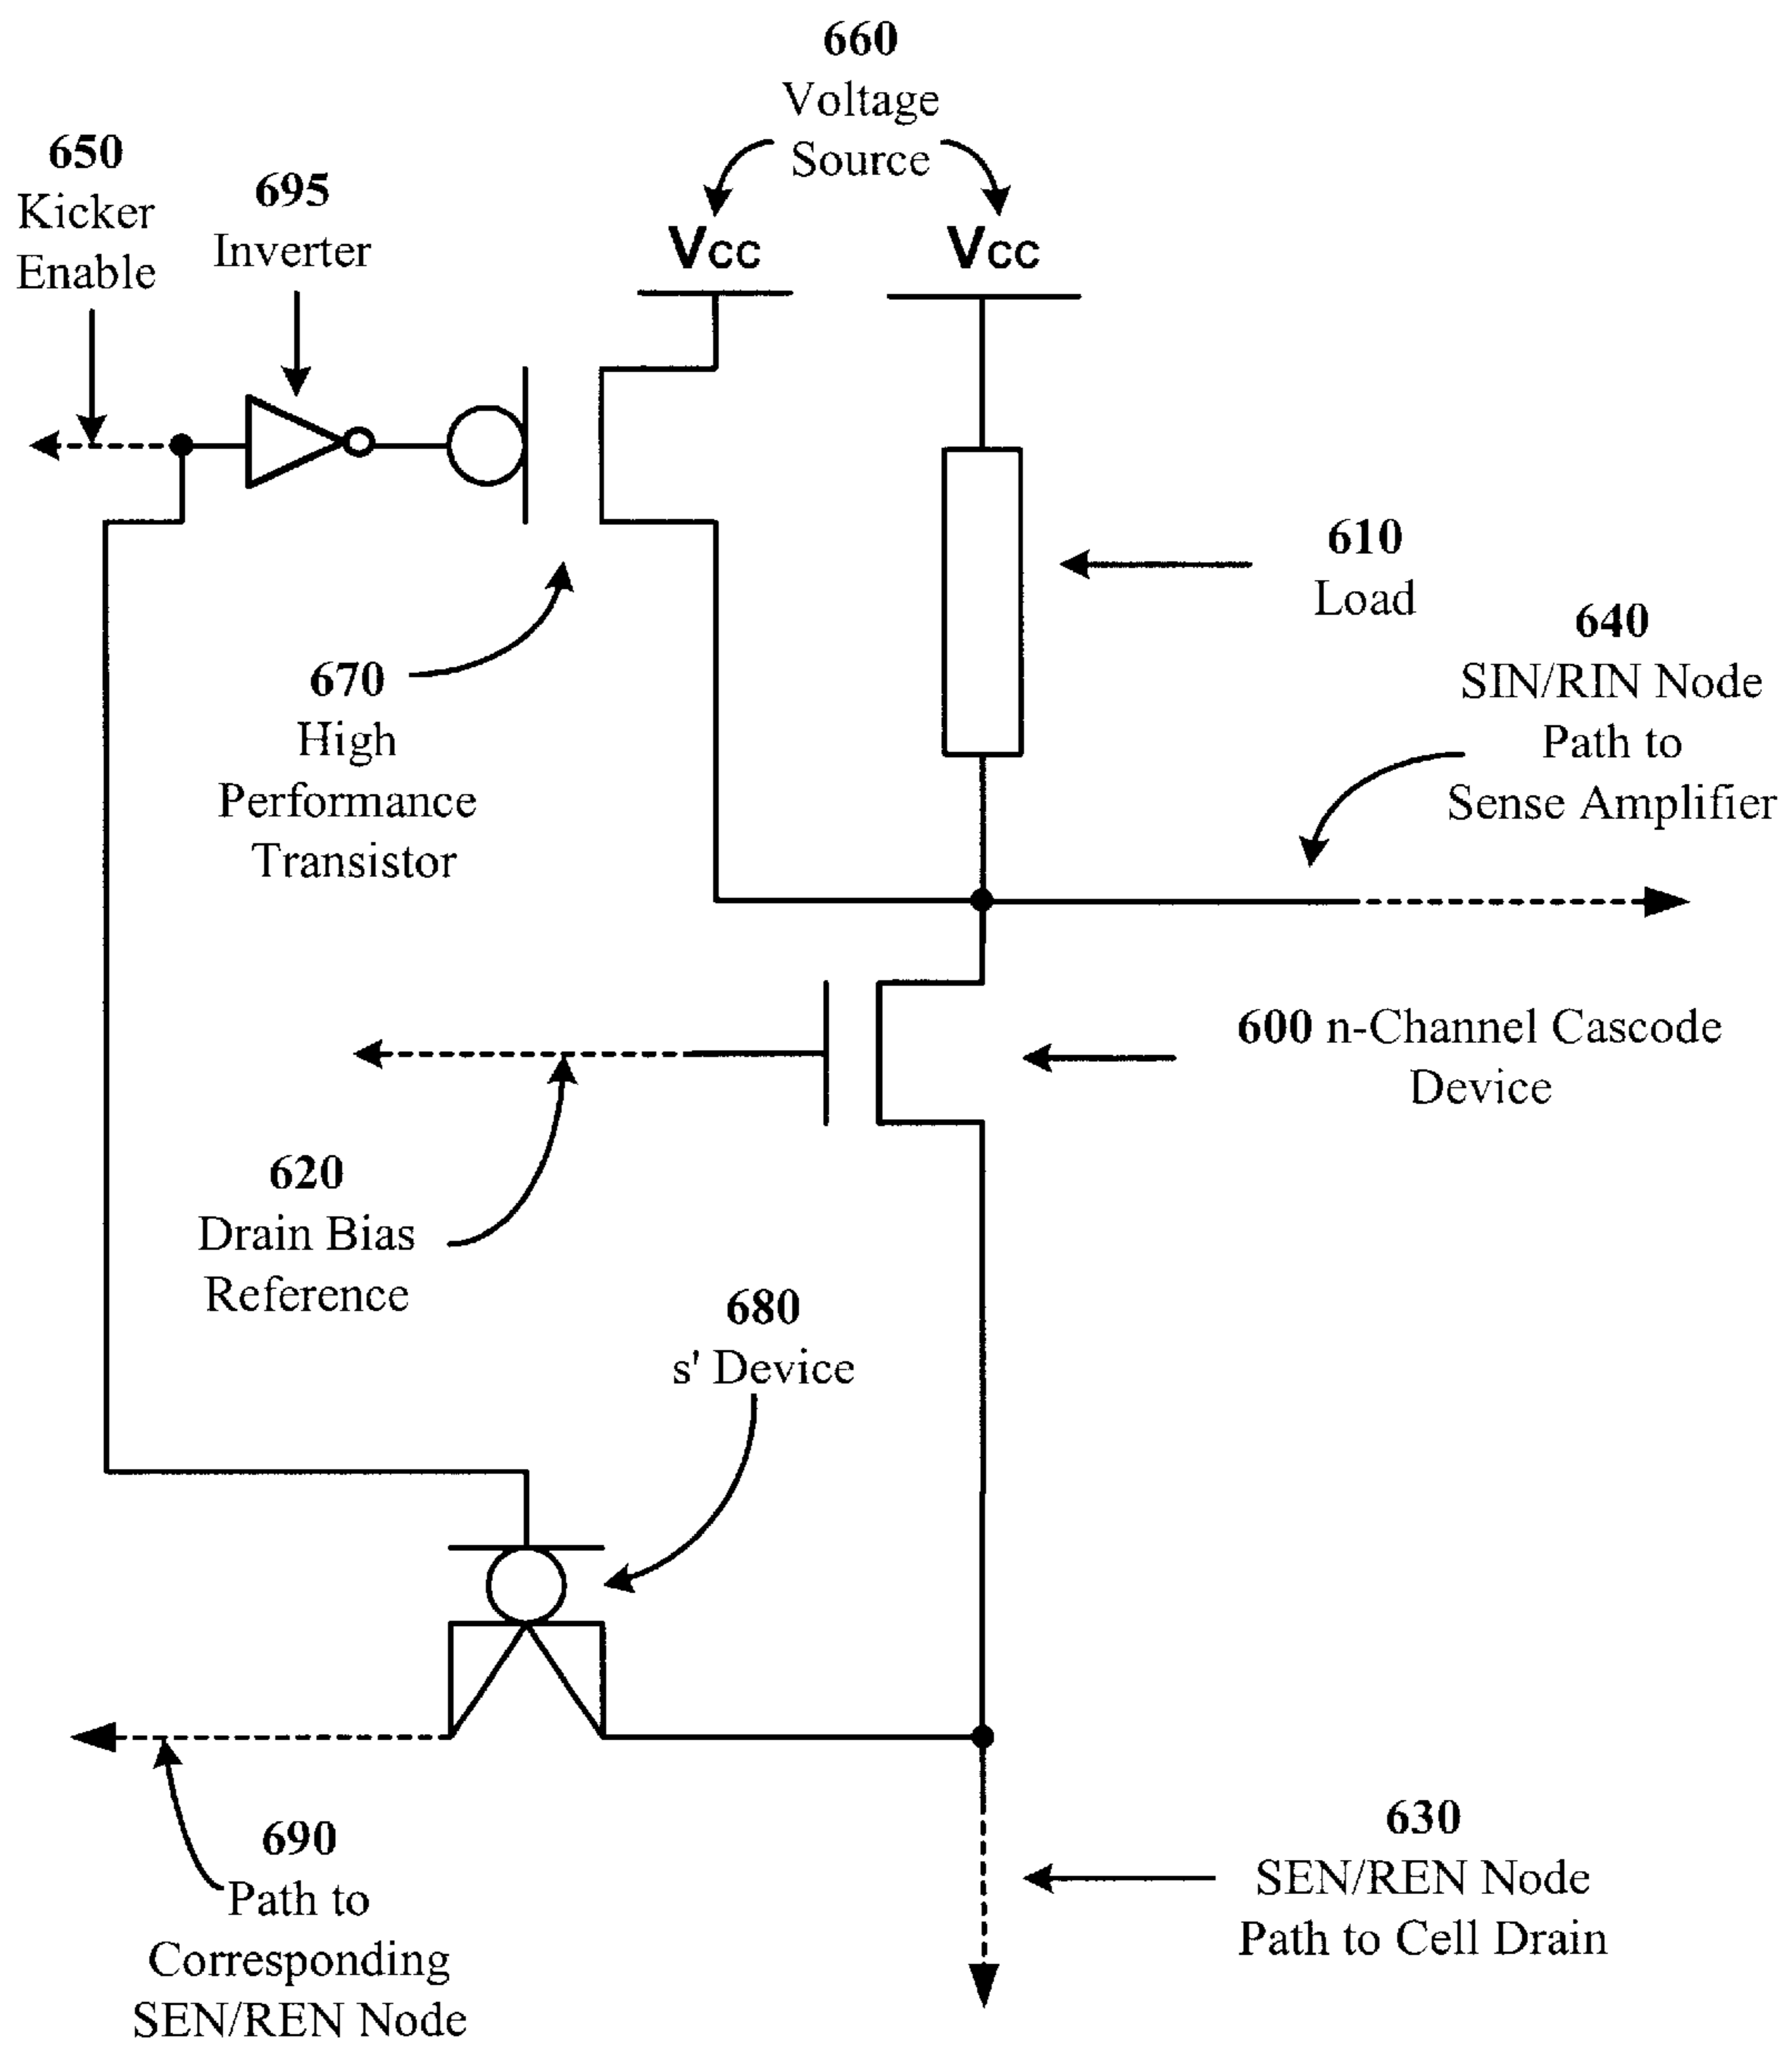 660
Voltage
Source
650
Kicker
Enable
695
Inverter
Vcc
Vcc
610
Load
640
SIN/RIN Node
Path to
Sense Amplifier
670
High
Performance
Transistor
600 n-Channel Cascode
Device
620
Drain Bias
Reference
680
s' Device
690
Path to
Corresponding
SEN/REN Node
630
SEN/REN Node
Path to Cell Drain